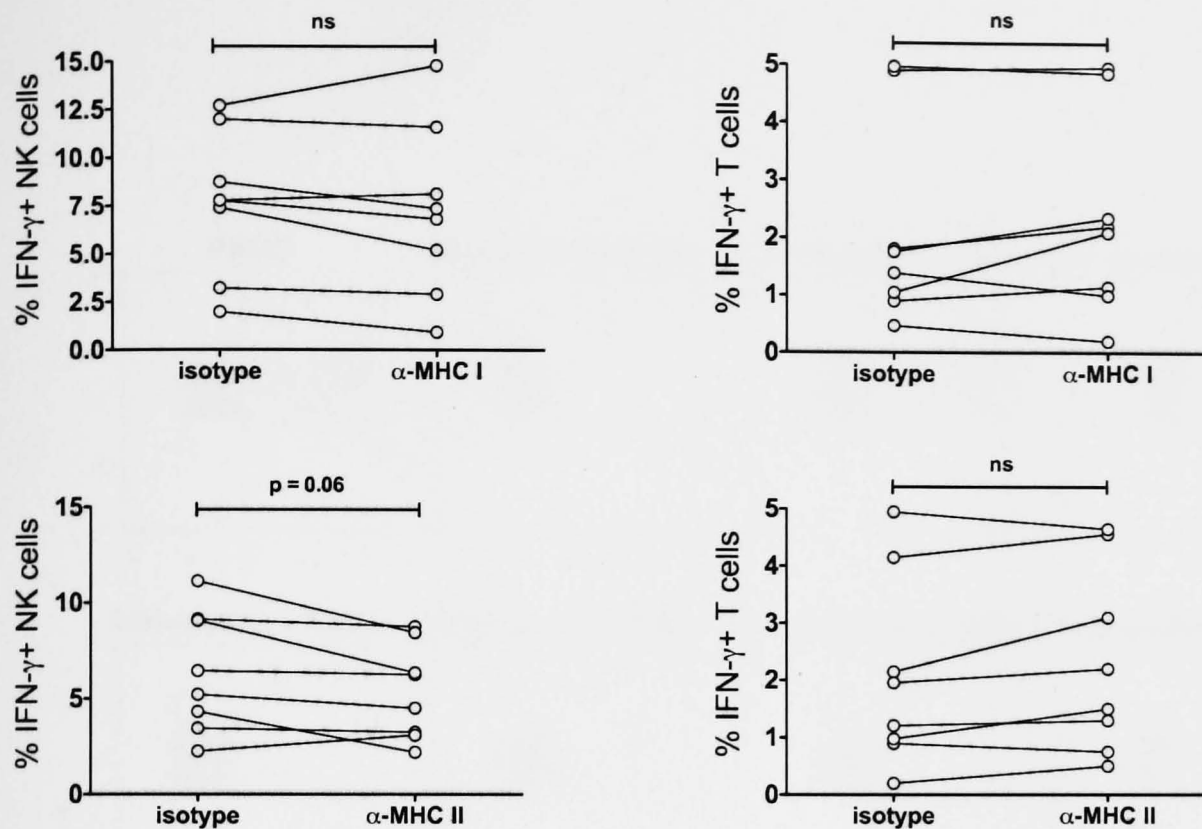 ns
% IFN-γ+ NK cells
15.0
12.5
10.0
7.5
5.0
2.5
0.0
isotype
α-MHC I
ns
% IFN-γ+ T cells
5
4
3
2
1
0
isotype
α-MHC I
p = 0.06
% IFN-γ+ NK cells
15
10
5
0
isotype
α-MHC II
ns
% IFN-γ+ T cells
5
4
3
2
1
0
isotype
α-MHC II